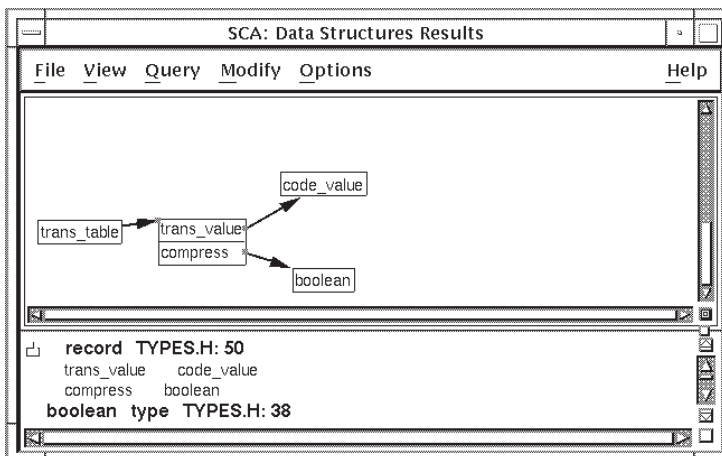 SCA: Data Structures Results
File View Query Modify Options Help
code_value
trans_table
trans_value
compress
boolean
record TYPES.H: 50
trans_value code_value
compress boolean
boolean type TYPES.H: 38